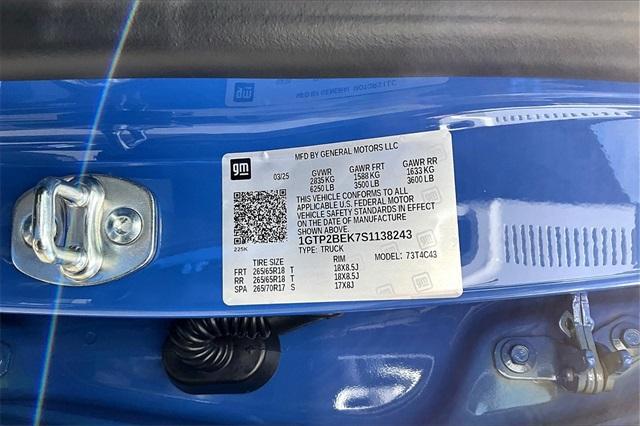 MFD BY GENERAL MOTORS LLC
gm
03/25
GVWR GAWR FRT GAWR RR
2835 KG 1588 KG 1633 KG
6250 LB 3500 LB 3600 LB
THIS VEHICLE CONFORMS TO ALL
APPLICABLE U.S. FEDERAL MOTOR
VEHICLE SAFETY STANDARDS IN EFFECT
ON THE DATE OF MANUFACTURE
SHOWN ABOVE.
1GTP2BEK7S1138243
225K
TYPE: TRUCK MODEL: 73T4C43
TIRE SIZE RIM
FRT 265/65R18 T 18X8.5J
RR 265/65R18 T 18X8.5J
SPA 265/70R17 S 17X8J